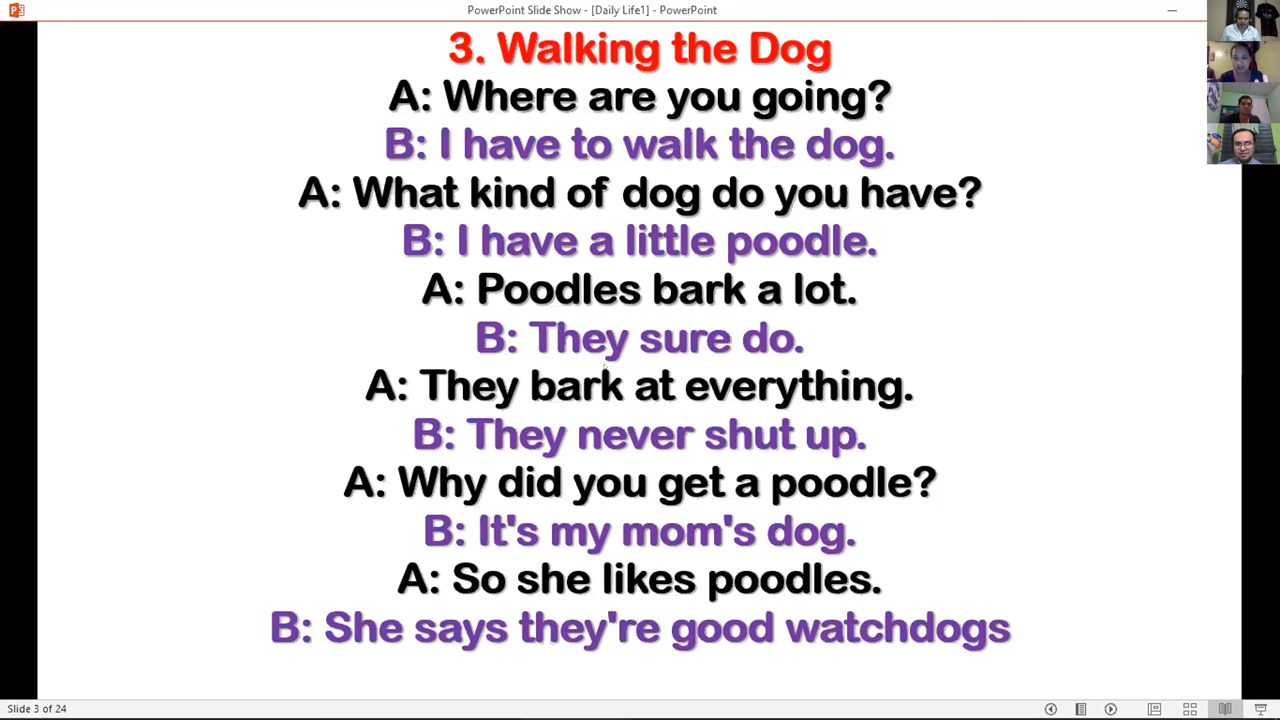 PowerPoint Slide Show - [Daily Life1] - PowerPoint
3. Walking the Dog
A: Where are you going?
B: I have to walk the dog.
A: What kind of dog do you have?
B: I have a little poodle.
A: Poodles bark a lot.
B: They sure do.
A: They bark at everything.
B: They never shut up.
A: Why did you get a poodle?
B: It's my mom's dog.
A: So she likes poodles.
B: She says they're good watchdogs
Slide 3 of 24